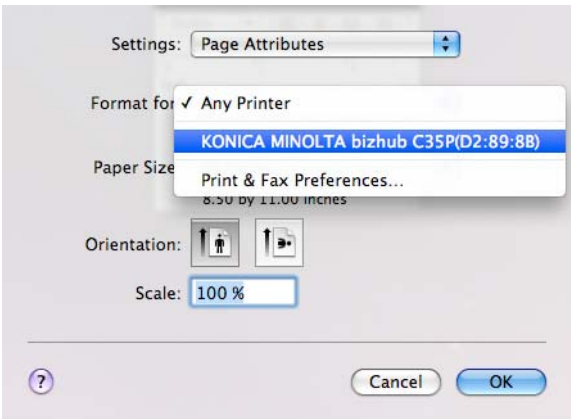 Settings: Page Attributes
Format for ✓ Any Printer
KONICA MINOLTA bizhub C35P(D2:89:8B)
Paper Size
Print & Fax Preferences...
8.50 by 11.00 inches
Orientation:
Scale: 100 %
? Cancel OK